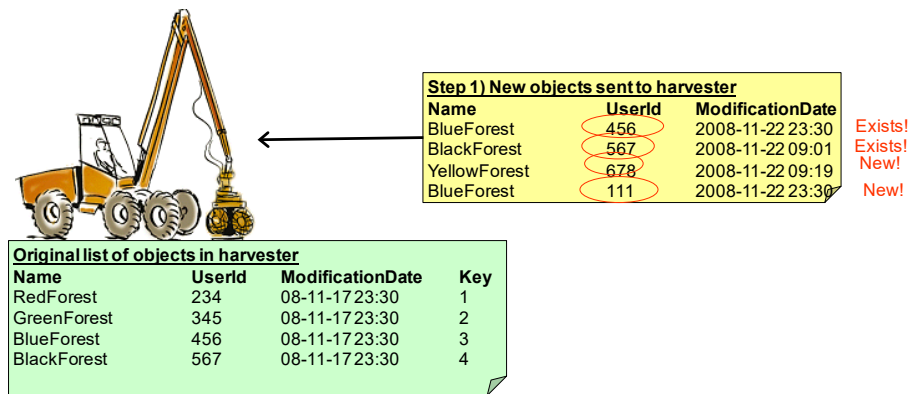 Step 1) New objects sent to harvester
Name UserId ModificationDate
BlueForest 456 2008-11-22 23:30 Exists!
BlackForest 567 2008-11-22 09:01 Exists!
YellowForest 678 2008-11-22 09:19 New!
BlueForest 111 2008-11-22 23:30 New!
Original list of objects in harvester
Name UserId ModificationDate Key
RedForest 234 08-11-17 23:30 1
GreenForest 345 08-11-17 23:30 2
BlueForest 456 08-11-17 23:30 3
BlackForest 567 08-11-17 23:30 4